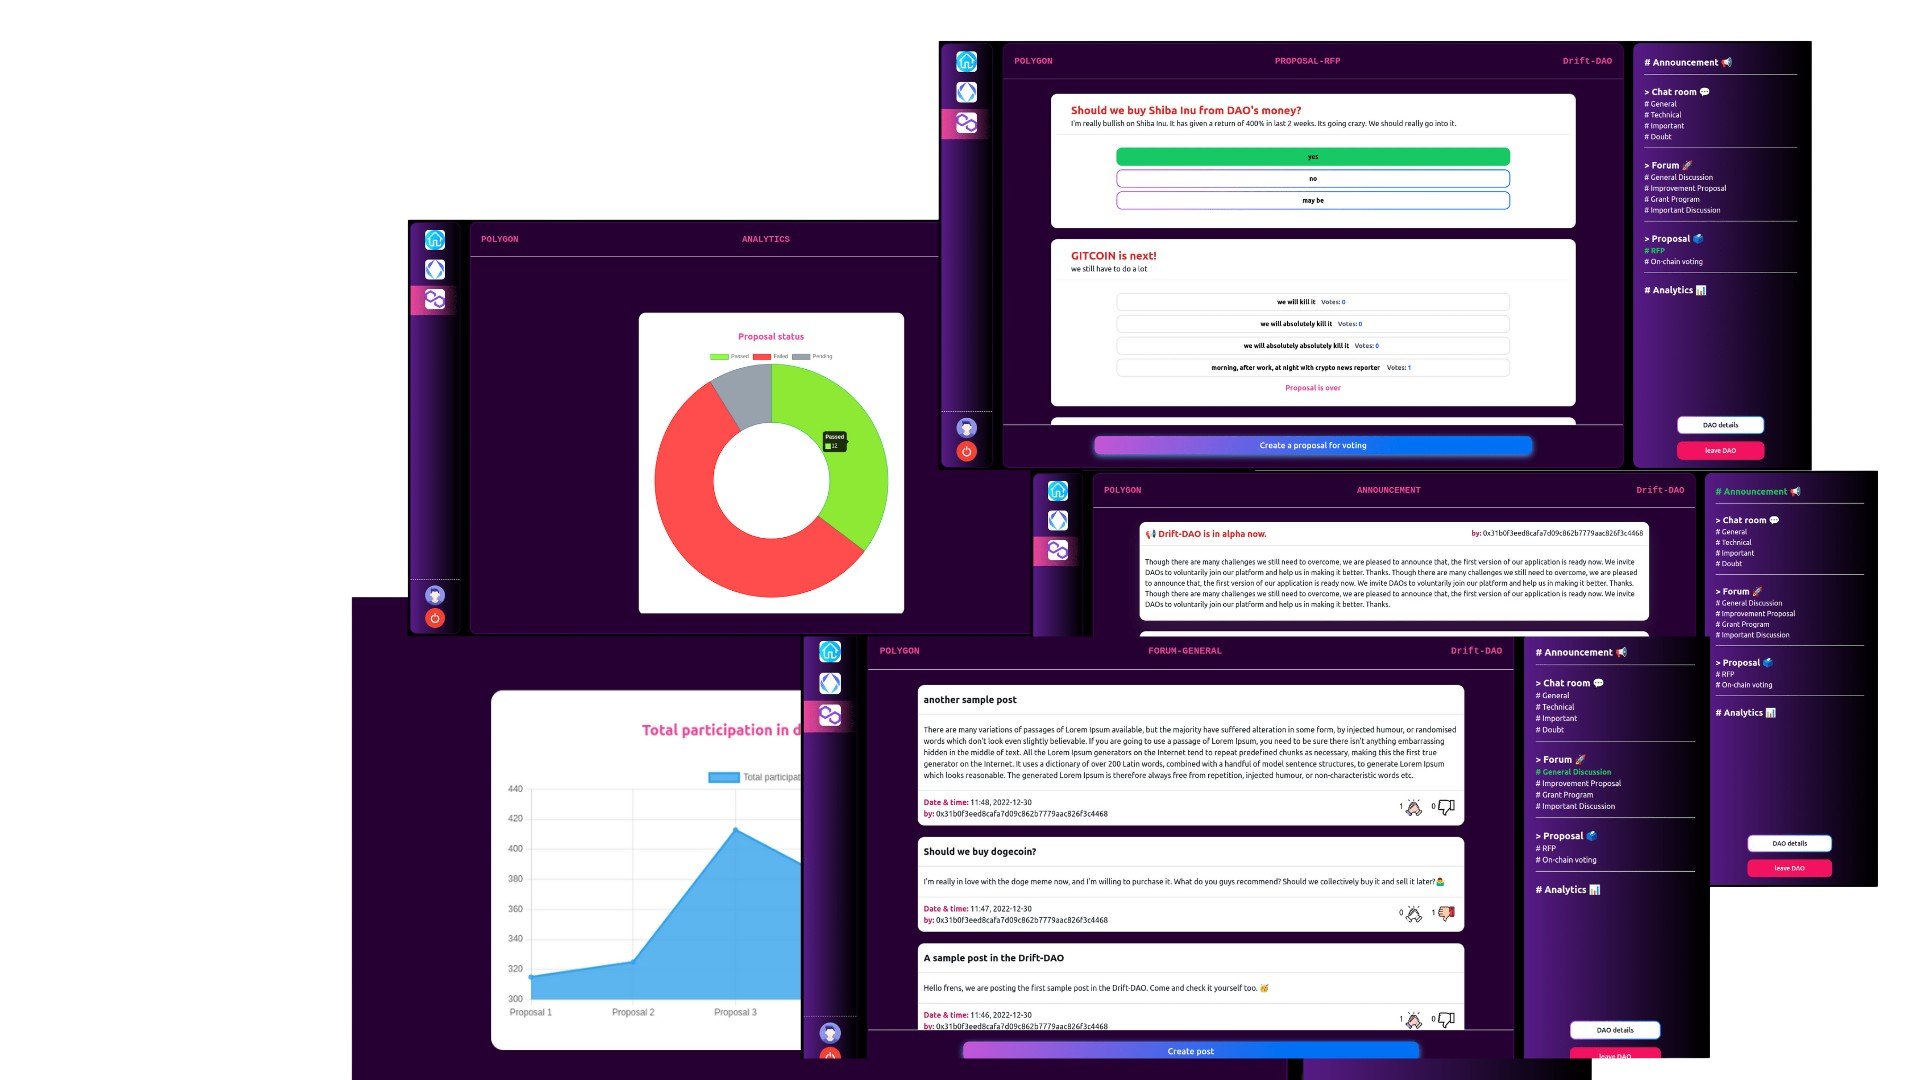 POLYGON
PROPOSAL-RFP
Drift-DAO
Should we buy Shiba Inu from DAO's money?
I'm really bullish on Shiba Inu. It has given a return of 400% in last 2 weeks. Its going crazy. We should really go into it.
yes
no
may be
GITCOIN is next!
we still have to do a lot
we will kill it Votes: 0
we will absolutely kill it Votes: 0
we will absolutely absolutely kill it Votes: 0
morning, after work, at night with crypto news reporter Votes: 1
Proposal is over
Create a proposal for voting
# Announcement 📢
> Chat room 💬
# General
# Technical
# Important
# Doubt
> Forum 🚀
# General Discussion
# Improvement Proposal
# Grant Program
# Important Discussion
> Proposal 🗳️
# RFP
# On-chain voting
# Analytics 📊
DAO details
leave DAO
POLYGON
ANALYTICS
Proposal status
Passed Failed Pending
Passed
12
POLYGON
ANNOUNCEMENT
Drift-DAO
📢 Drift-DAO is in alpha now.
by: 0x31b0f3eed8cafa7d09c862b7779aac826f3c4468
Though there are many challenges we still need to overcome, we are pleased to announce that, the first version of our application is ready now. We invite
DAOs to voluntarily join our platform and help us in making it better. Thanks. Though there are many challenges we still need to overcome, we are pleased
to announce that, the first version of our application is ready now. We invite DAOs to voluntarily join our platform and help us in making it better. Thanks.
Though there are many challenges we still need to overcome, we are pleased to announce that, the first version of our application is ready now. We invite
DAOs to voluntarily join our platform and help us in making it better. Thanks.
# Announcement 📢
> Chat room 💬
# General
# Technical
# Important
# Doubt
> Forum 🚀
# General Discussion
# Improvement Proposal
# Grant Program
# Important Discussion
> Proposal 🗳️
# RFP
# On-chain voting
# Analytics 📊
DAO details
leave DAO
Total participation in d
Total participat
440
420
400
380
360
340
320
300
Proposal 1
Proposal 2
Proposal 3
POLYGON
FORUM-GENERAL
Drift-DAO
another sample post
There are many variations of passages of Lorem Ipsum available, but the majority have suffered alteration in some form, by injected humour, or randomised
words which don't look even slightly believable. If you are going to use a passage of Lorem Ipsum, you need to be sure there isn't anything embarrassing
hidden in the middle of text. All the Lorem Ipsum generators on the Internet tend to repeat predefined chunks as necessary, making this the first true
generator on the Internet. It uses a dictionary of over 200 Latin words, combined with a handful of model sentence structures, to generate Lorem Ipsum
which looks reasonable. The generated Lorem Ipsum is therefore always free from repetition, injected humour, or non-characteristic words etc.
Date & time: 11:48, 2022-12-30
by: 0x31b0f3eed8cafa7d09c862b7779aac826f3c4468
1 0
Should we buy dogecoin?
I'm really in love with the doge meme now, and I'm willing to purchase it. What do you guys recommend? Should we collectively buy it and sell it later?🤷‍♂️
Date & time: 11:47, 2022-12-30
by: 0x31b0f3eed8cafa7d09c862b7779aac826f3c4468
0 1
A sample post in the Drift-DAO
Hello frens, we are posting the first sample post in the Drift-DAO. Come and check it yourself too. 🥳
Date & time: 11:46, 2022-12-30
by: 0x31b0f3eed8cafa7d09c862b7779aac826f3c4468
1 0
Create post
# Announcement 📢
> Chat room 💬
# General
# Technical
# Important
# Doubt
> Forum 🚀
# General Discussion
# Improvement Proposal
# Grant Program
# Important Discussion
> Proposal 🗳️
# RFP
# On-chain voting
# Analytics 📊
DAO details
leave DAO